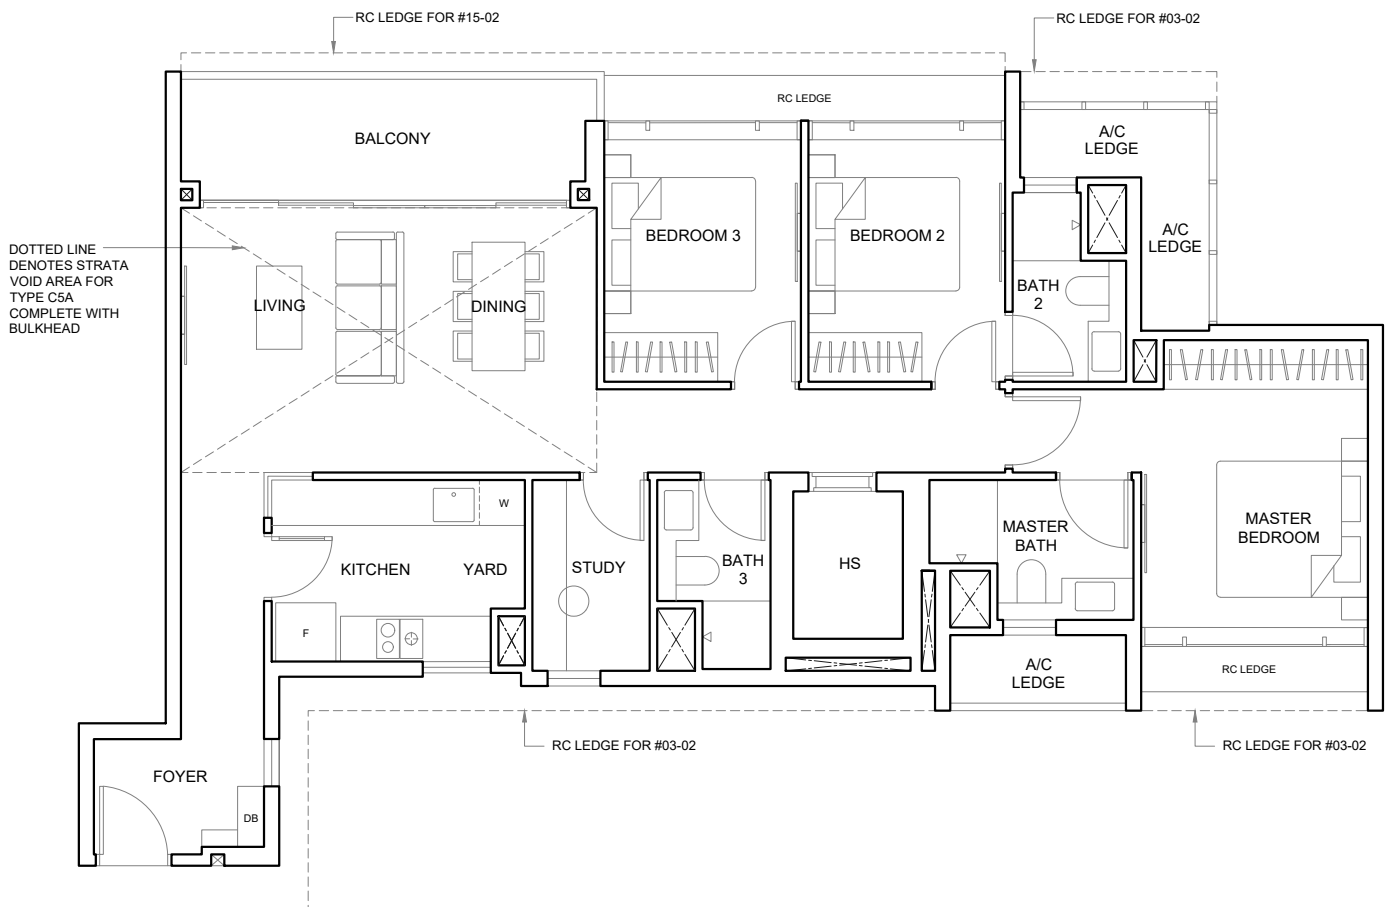 RC LEDGE FOR #15-02
RC LEDGE FOR #03-02
RC LEDGE
BALCONY
A/C
LEDGE
A/C
LEDGE
BEDROOM 3
BEDROOM 2
DOTTED LINE
DENOTES STRATA
VOID AREA FOR
TYPE C5A
COMPLETE WITH
BULKHEAD
LIVING
DINING
BATH
2
W
KITCHEN
YARD
STUDY
BATH
3
HS
MASTER
BATH
MASTER
BEDROOM
F
A/C
LEDGE
RC LEDGE
RC LEDGE FOR #03-02
RC LEDGE FOR #03-02
FOYER
DB